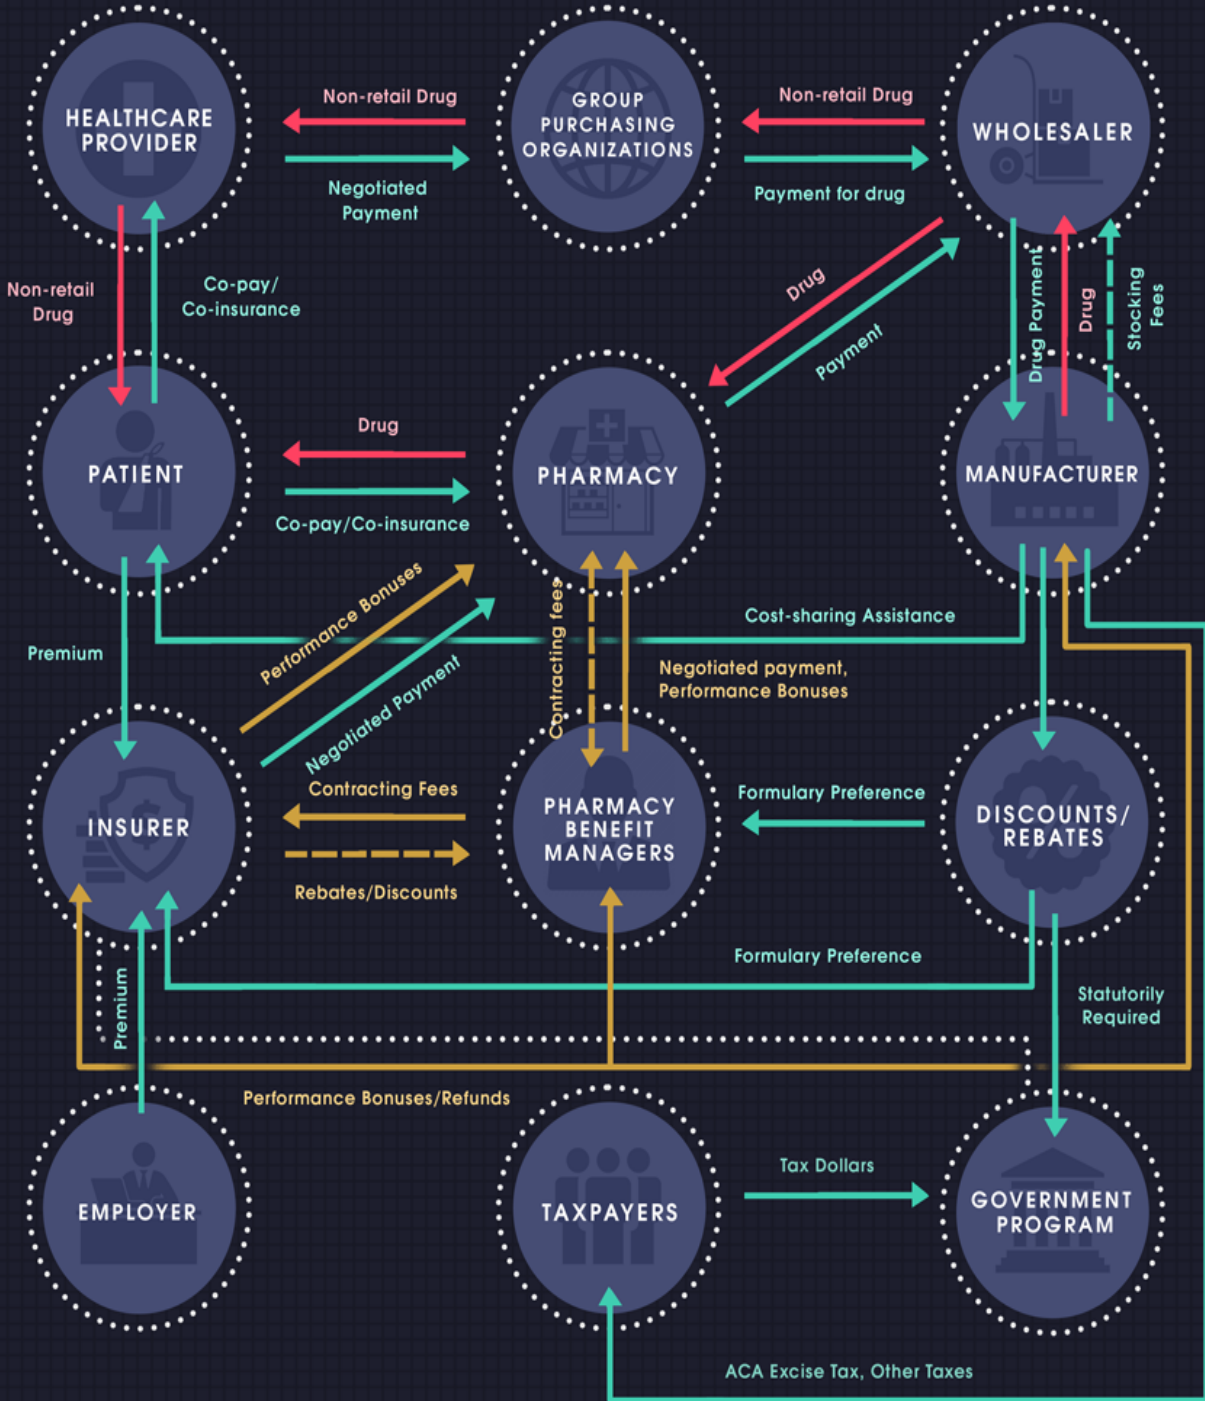 HEALTHCARE
PROVIDER
Non-retail Drug
Negotiated
Payment
GROUP
PURCHASING
ORGANIZATIONS
Non-retail Drug
Payment for drug
WHOLESALER
Non-retail
Drug
Co-pay/
Co-insurance
Drug
Payment
Drug Payment
Drug
Stocking
Fees
PATIENT
Drug
Co-pay/Co-insurance
PHARMACY
MANUFACTURER
Premium
Performance Bonuses
Negotiated Payment
Contracting fees
Cost-sharing Assistance
Negotiated payment,
Performance Bonuses
INSURER
Contracting Fees
Rebates/Discounts
PHARMACY
BENEFIT
MANAGERS
Formulary Preference
DISCOUNTS/
REBATES
Premium
Formulary Preference
Statutorily
Required
Performance Bonuses/Refunds
EMPLOYER
TAXPAYERS
Tax Dollars
GOVERNMENT
PROGRAM
ACA Excise Tax, Other Taxes